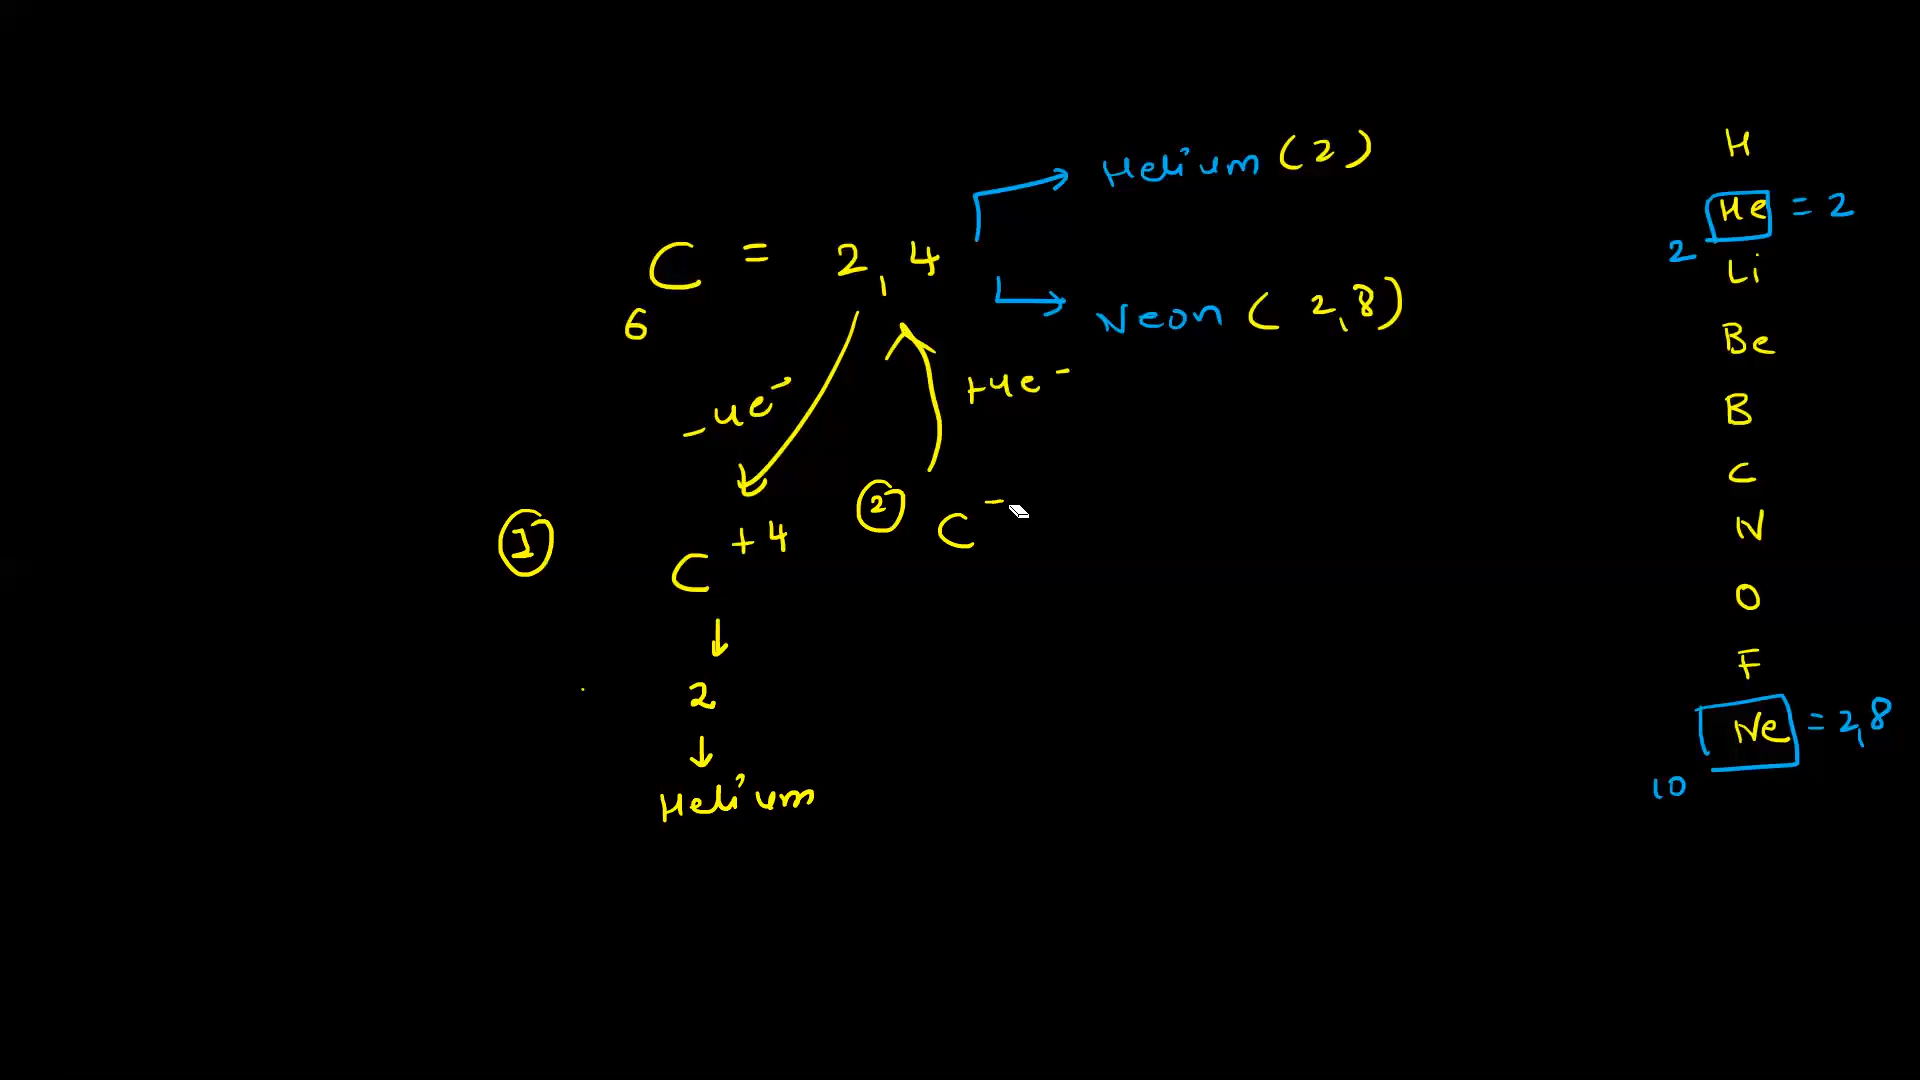 Helium (2)
C = 2, 4
6
Neon ( 2, 8)
- 4e⁻
+4e⁻
1
C +4
2
C -
2
Helium
H
He = 2
2
Li
Be
B
C
N
O
F
Ne = 2, 8
10